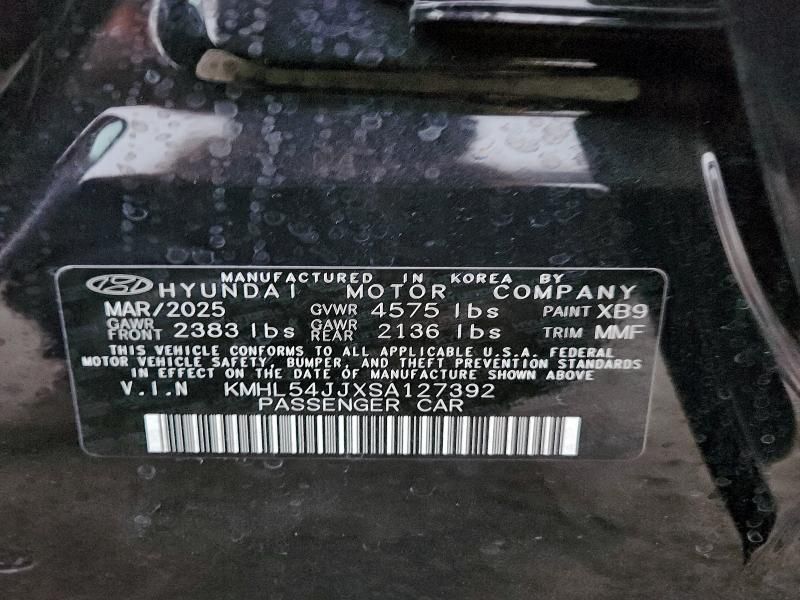 MANUFACTURED IN KOREA BY
HYUNDAI MOTOR COMPANY
MAR/2025 GVWR 4575 lbs PAINT XB9
GAWR FRONT 2383 lbs GAWR REAR 2136 lbs TRIM MMF
THIS VEHICLE CONFORMS TO ALL APPLICABLE U.S.A. FEDERAL
MOTOR VEHICLE SAFETY, BUMPER, AND THEFT PREVENTION STANDARDS
IN EFFECT ON THE DATE OF MANUFACTURE SHOWN ABOVE
V.I.N KMHL54JJXSA127392
PASSENGER CAR